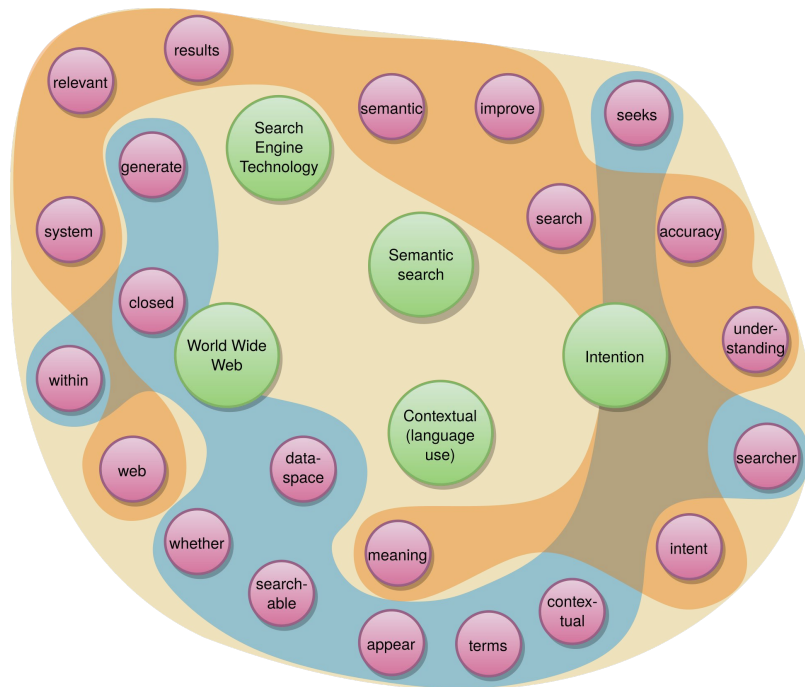 results
relevant
semantic
improve
seeks
Search
Engine
Technology
generate
search
accuracy
system
Semantic
search
closed
under-
standing
World Wide
Web
Intention
within
Contextual
(language
use)
searcher
web
data-
space
whether
meaning
intent
search-
able
contex-
tual
appear
terms